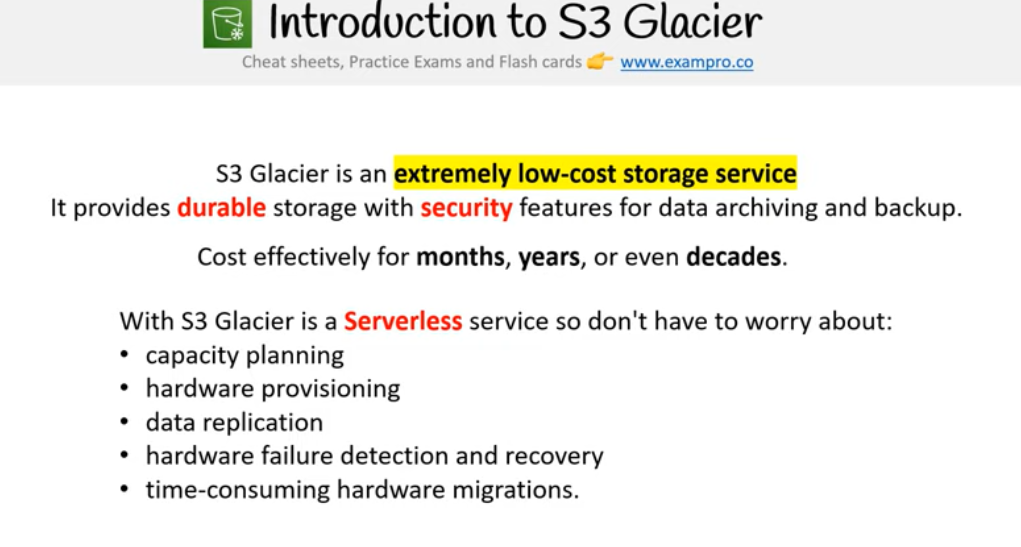 Introduction to S3 Glacier
Cheat sheets, Practice Exams and Flash cards 👉 www.exampro.co
S3 Glacier is an extremely low-cost storage service
It provides durable storage with security features for data archiving and backup.
Cost effectively for months, years, or even decades.
With S3 Glacier is a Serverless service so don't have to worry about:
• capacity planning
• hardware provisioning
• data replication
• hardware failure detection and recovery
• time-consuming hardware migrations.